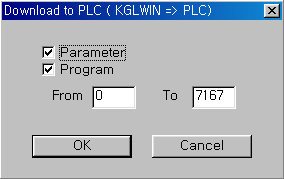 Download to PLC ( KGLWIN => PLC)
Parameter
Program
From 0 To 7167
OK Cancel